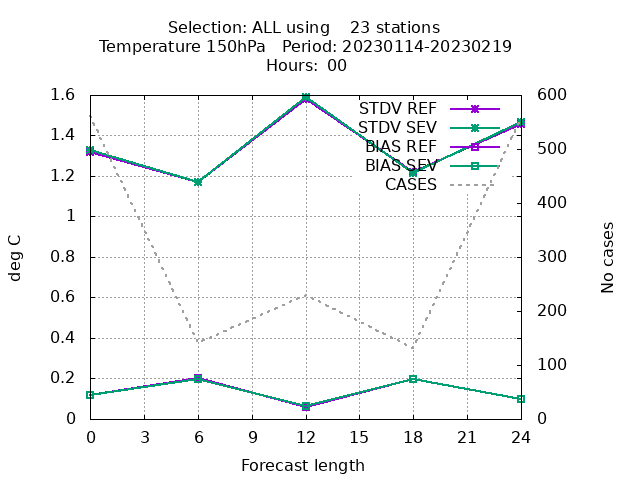 Selection: ALL using 23 stations
Temperature 150hPa Period: 20230114-20230219
Hours: 00
STDV REF
STDV SEV
BIAS REF
BIAS SEV
CASES
deg C
1.6
1.4
1.2
1
0.8
0.6
0.4
0.2
0
600
500
400
300
200
100
0
No cases
0 3 6 9 12 15 18 21 24
Forecast length